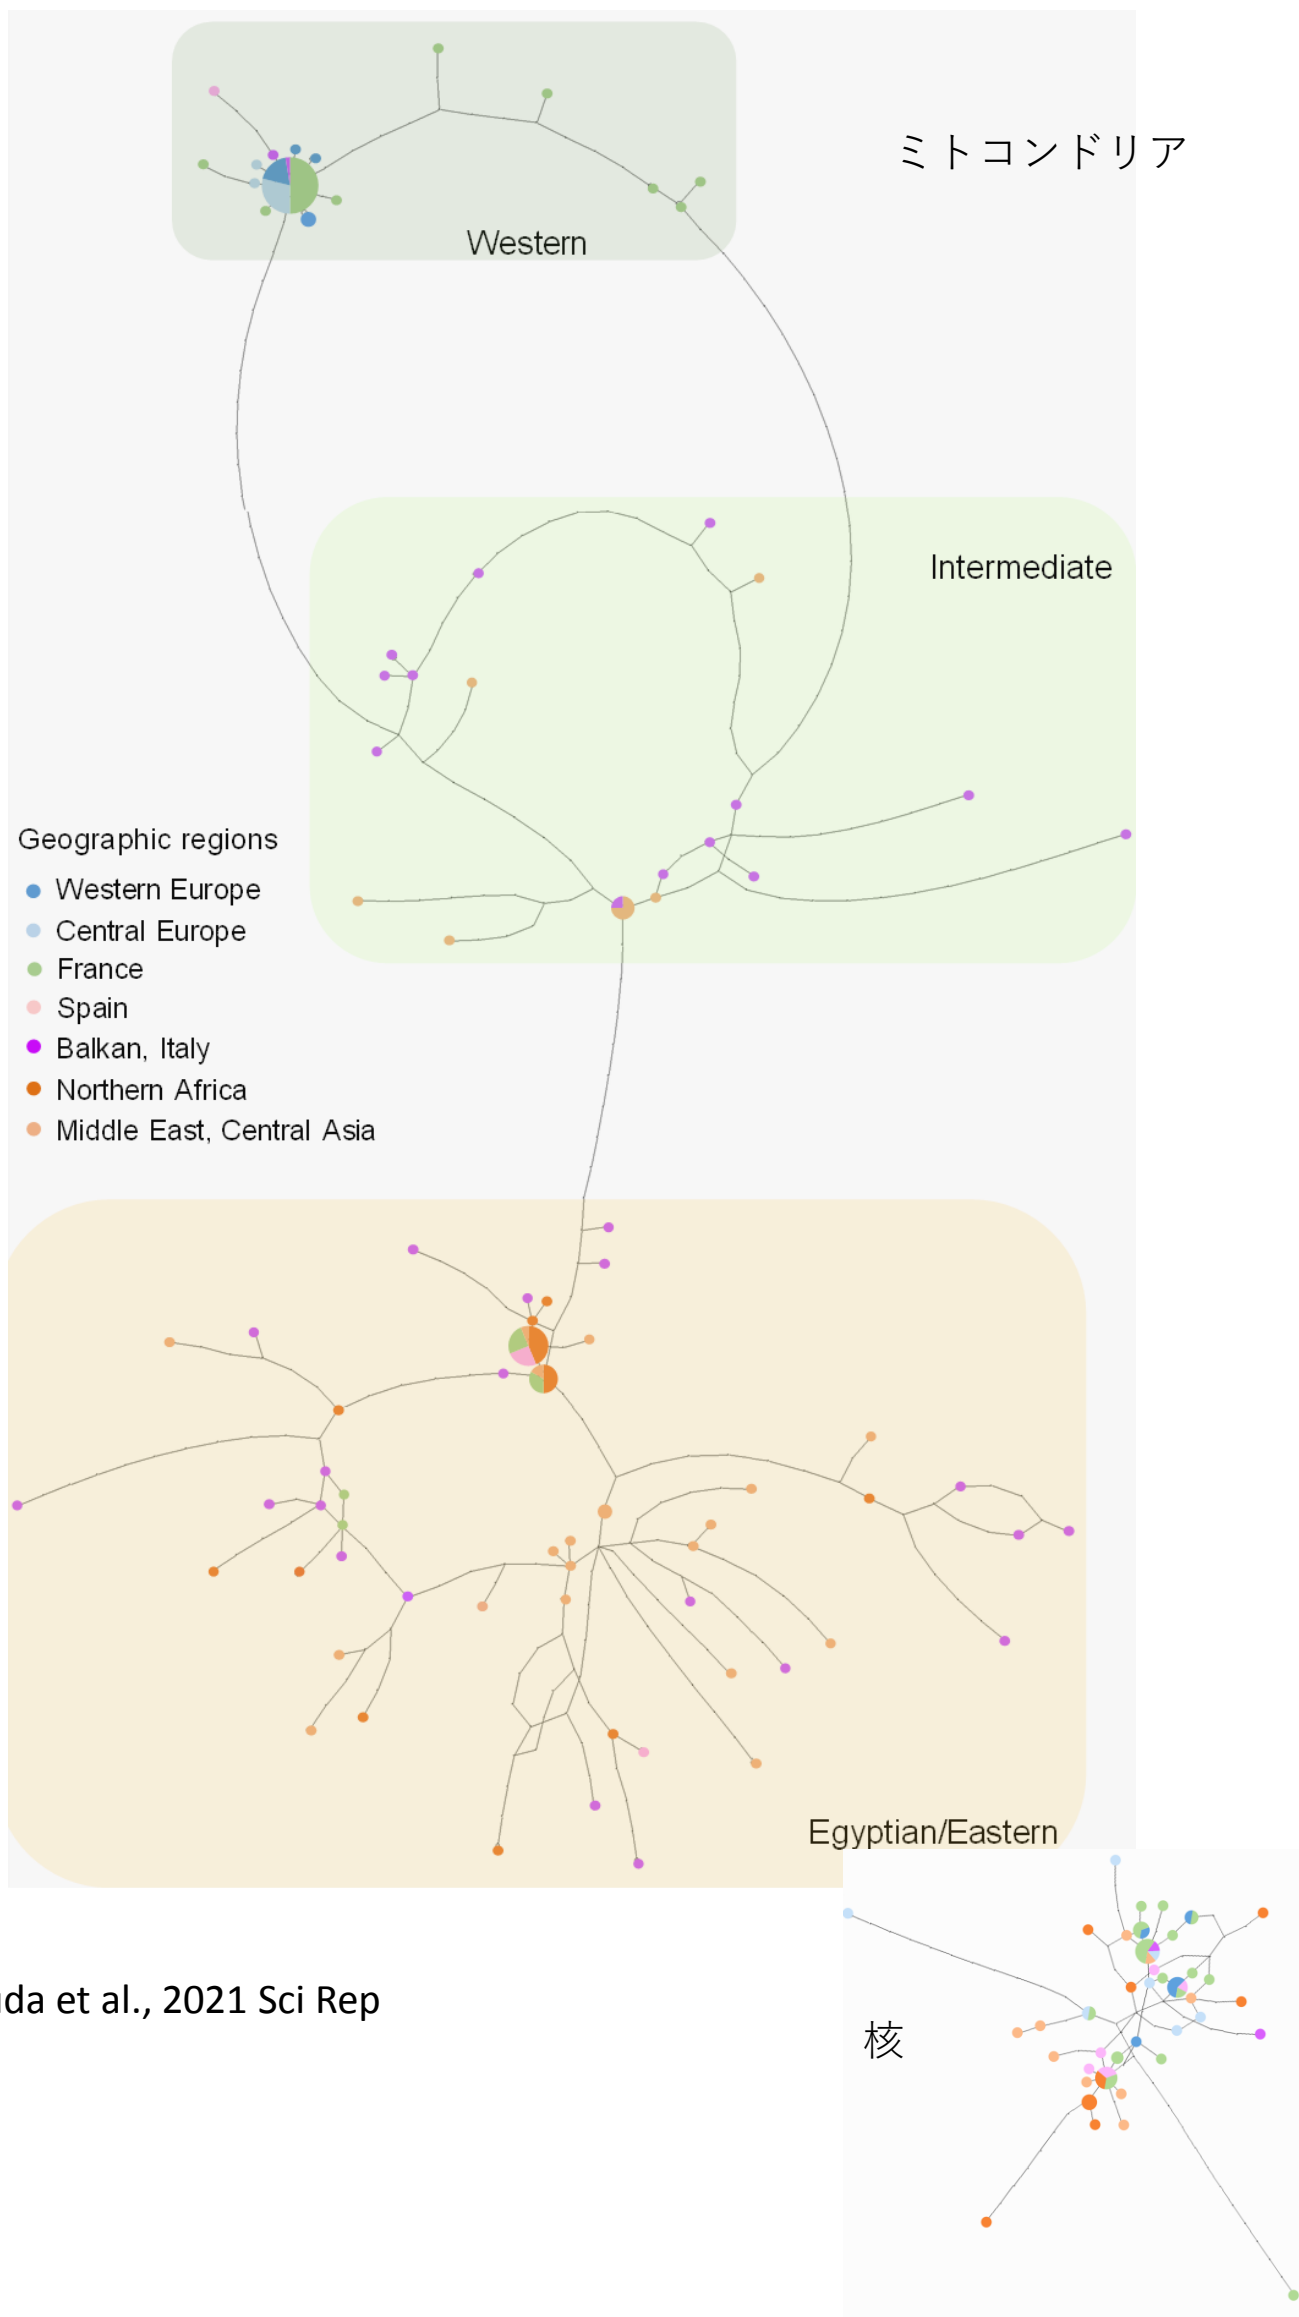 ミトコンドリア
Western
Intermediate
Geographic regions
Western Europe
Central Europe
France
Spain
Balkan, Italy
Northern Africa
Middle East, Central Asia
Egyptian/Eastern
et al., 2021 Sci Rep
核